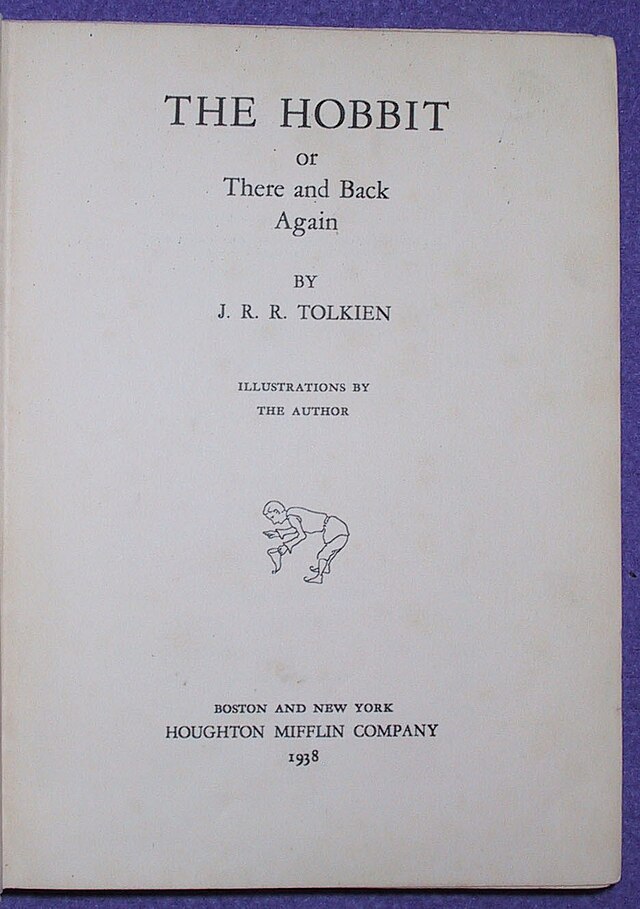 THE HOBBIT
or
There and Back
Again
BY
J. R. R. TOLKIEN
ILLUSTRATIONS BY
THE AUTHOR
BOSTON AND NEW YORK
HOUGHTON MIFFLIN COMPANY
1938